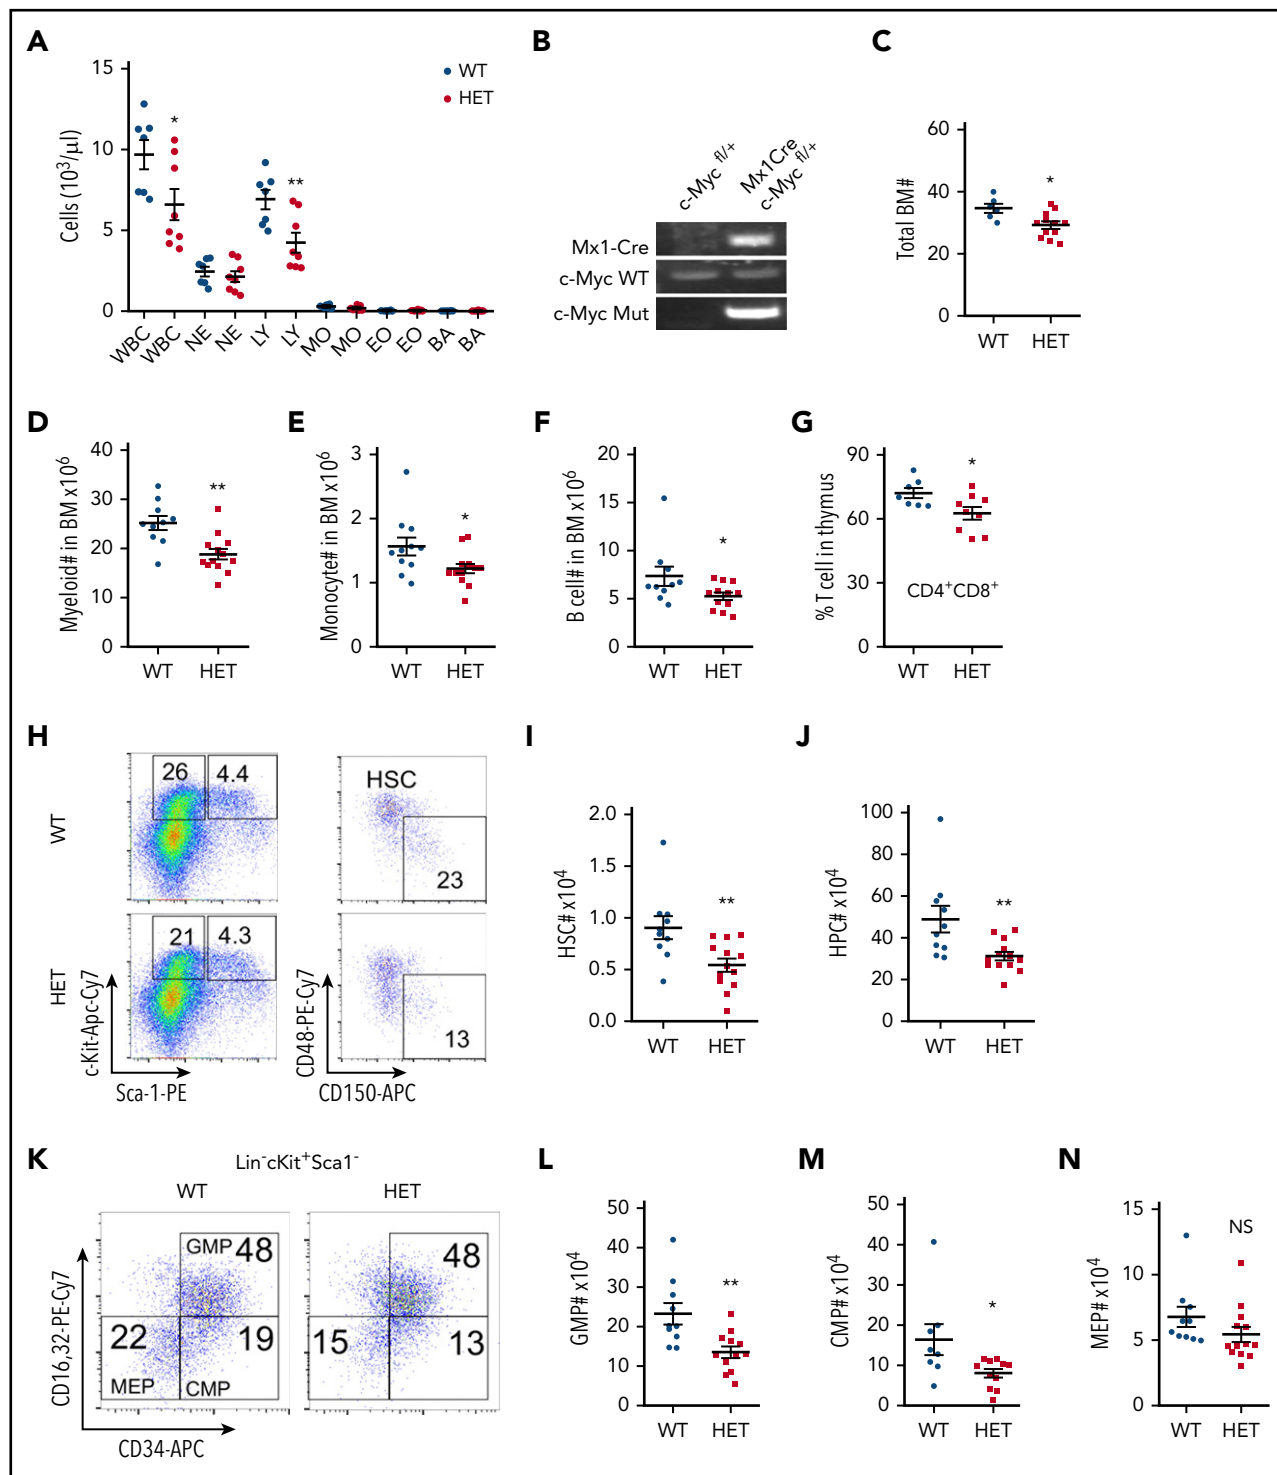 A
15
10
5
0
Cells (10³/μl)
WT
HET
*
**
WBC
WBC
NE
NE
LY
LY
MO
MO
EO
EO
BA
BA
B
c-Myc fl/+
Mx1Cre
c-Myc fl/+
Mx1-Cre
c-Myc WT
c-Myc Mut
C
60
40
20
0
Total BM#
*
WT HET
D
40
30
20
10
0
Myeloid# in BM x10⁶
**
WT HET
E
3
2
1
0
Monocyte# in BM x10⁶
*
WT HET
F
20
15
10
5
0
B cell# in BM x10⁶
*
WT HET
G
90
60
30
0
% T cell in thymus
*
CD4⁺CD8⁺
WT HET
H
WT
26 4.4
HSC
23
HET
21 4.3
13
c-Kit-Apc-Cy7
Sca-1-PE
CD48-PE-Cy7
CD150-APC
I
2.0
1.5
1.0
0.5
0.0
HSC# x10⁴
**
WT HET
J
100
80
60
40
20
0
HPC# x10⁴
**
WT HET
K
Lin⁻cKit⁺Sca1⁻
WT HET
GMP 48
22 19
MEP CMP
48
15 13
CD16,32-PE-Cy7
CD34-APC
L
50
40
30
20
10
0
GMP# x10⁴
**
WT HET
M
50
40
30
20
10
0
CMP# x10⁴
*
WT HET
N
15
10
5
0
MEP# x10⁴
NS
WT HET